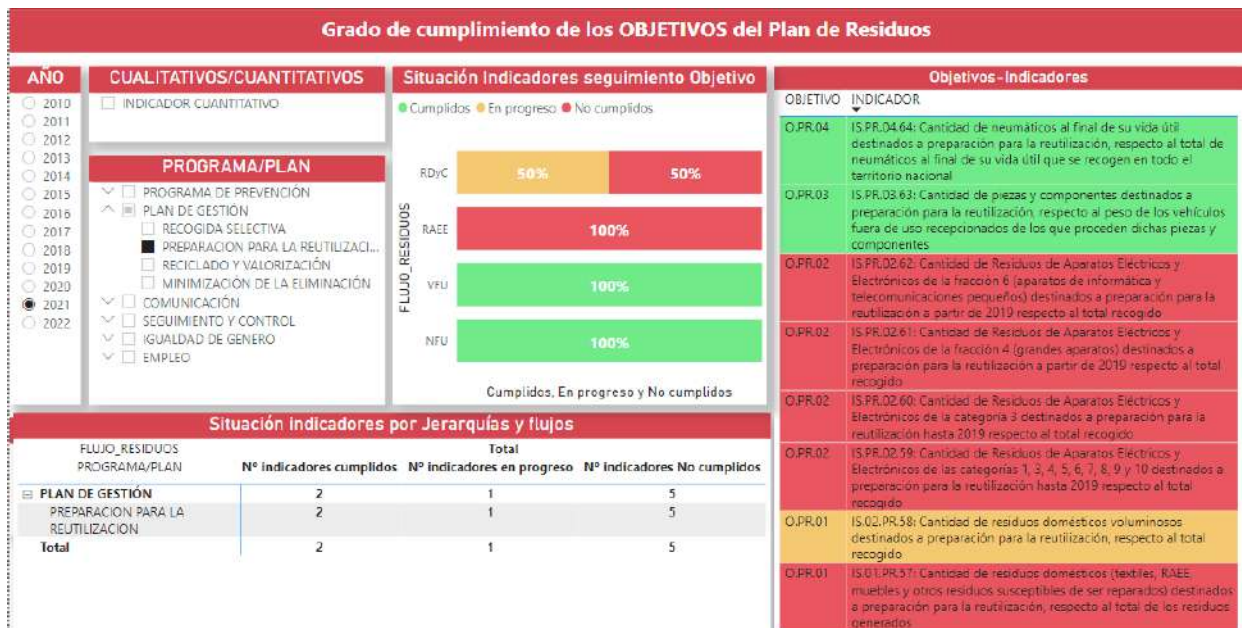 Grado de cumplimiento de los OBJETIVOS del Plan de Residuos
AÑO
2010
2011
2012
2013
2014
2015
2016
2017
2018
2019
2020
2021
2022
CUALITATIVOS/CUANTITATIVOS
INDICADOR CUANTITATIVO
PROGRAMA/PLAN
PROGRAMA DE PREVENCIÓN
PLAN DE GESTIÓN
RECOGIDA SELECTIVA
PREPARACION PARA LA REUTILIZACI...
RECICLADO Y VALORIZACIÓN
MINIMIZACIÓN DE LA ELIMINACIÓN
COMUNICACIÓN
SEGUIMIENTO Y CONTROL
IGUALDAD DE GENERO
EMPLEO
Situación Indicadores seguimiento Objetivo
Cumplidos En progreso No cumplidos
FLUJO_RESIDUOS
RDyC 50% 50%
RAEE 100%
VFU 100%
NFU 100%
Cumplidos, En progreso y No cumplidos
Situación indicadores por Jerarquías y flujos
FLUJO_RESIDUOS Total
PROGRAMA/PLAN Nº indicadores cumplidos Nº indicadores en progreso Nº indicadores No cumplidos
PLAN DE GESTIÓN 2 1 5
PREPARACION PARA LA 2 1 5
REUTILIZACION
Total 2 1 5
Objetivos-Indicadores
OBJETIVO INDICADOR
O.PR.04 IS.PR.04.64: Cantidad de neumáticos al final de su vida útil
destinados a preparación para la reutilización, respecto al total de
neumáticos al final de su vida útil que se recogen en todo el
territorio nacional
O.PR.03 IS.PR.03.63: Cantidad de piezas y componentes destinados a
preparación para la reutilización, respecto al peso de los vehículos
fuera de uso recepcionados de los que proceden dichas piezas y
componentes
O.PR.02 IS.PR.02.62: Cantidad de Residuos de Aparatos Eléctricos y
Electrónicos de la fracción 6 (aparatos de informática y
telecomunicaciones pequeños) destinados a preparación para la
reutilización a partir de 2019 respecto al total recogido
O.PR.02 IS.PR.02.61: Cantidad de Residuos de Aparatos Eléctricos y
Electrónicos de la fracción 4 (grandes aparatos) destinados a
preparación para la reutilización a partir de 2019 respecto al total
recogido
O.PR.02 IS.PR.02.60: Cantidad de Residuos de Aparatos Eléctricos y
Electrónicos de la categoría 3 destinados a preparación para la
reutilización hasta 2019 respecto al total recogido
O.PR.02 IS.PR.02.59: Cantidad de Residuos de Aparatos Eléctricos y
Electrónicos de las categorías 1, 3, 4, 5, 6, 7, 8, 9 y 10 destinados a
preparación para la reutilización hasta 2019 respecto al total
recogido
O.PR.01 IS.02.PR.58: Cantidad de residuos domésticos voluminosos
destinados a preparación para la reutilización, respecto al total
recogido
O.PR.01 IS.01.PR.57: Cantidad de residuos domésticos (textiles, RAEE,
muebles y otros residuos susceptibles de ser reparados) destinados
a preparación para la reutilización, respecto al total de los residuos
generados